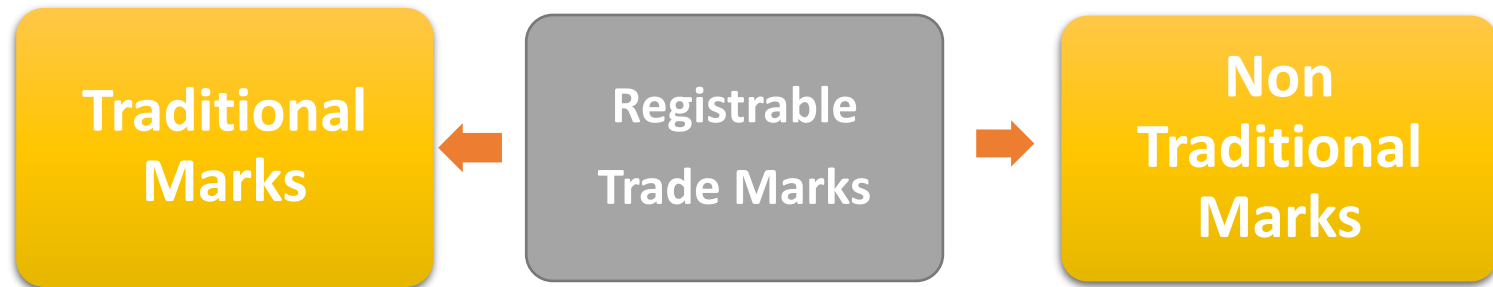 Traditional
Marks
Registrable
Trade Marks
Non
Traditional
Marks